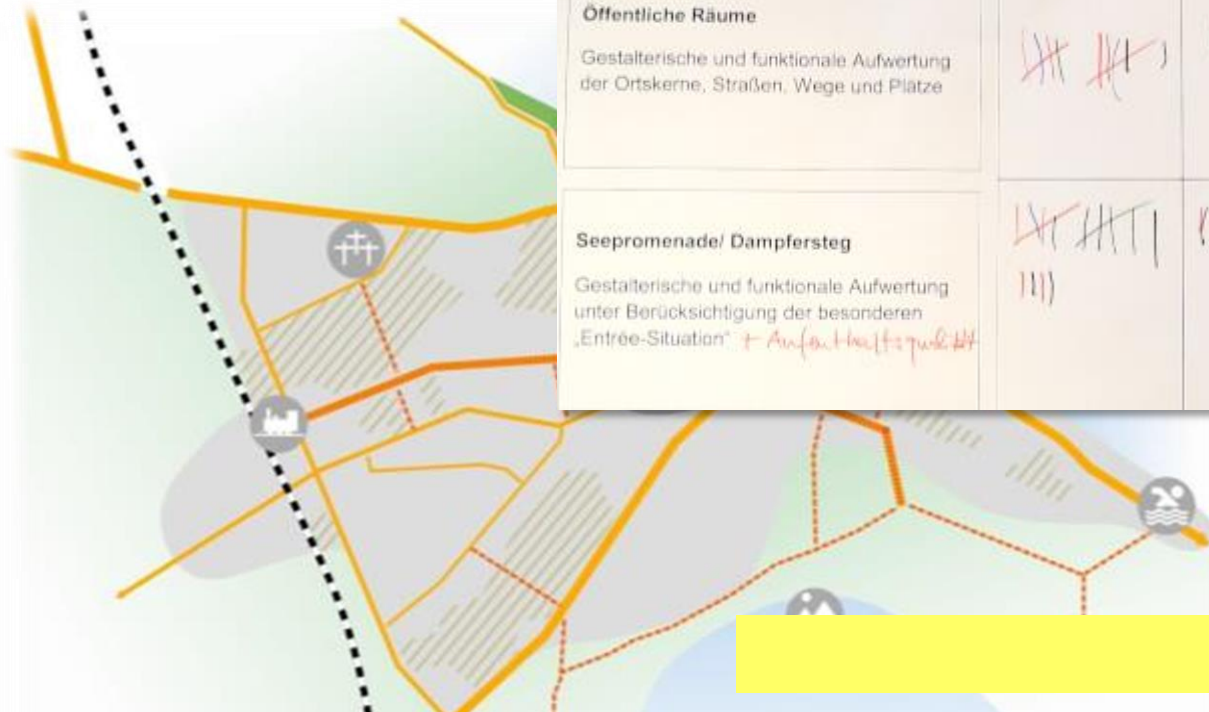 Öffentliche Räume
Gestalterische und funktionale Aufwertung
der Ortskerne, Straßen, Wege und Plätze
Seepromenade/ Dampfersteg
Gestalterische und funktionale Aufwertung
unter Berücksichtigung der besonderen
„Entrée-Situation“ + Aufenthaltsqualität